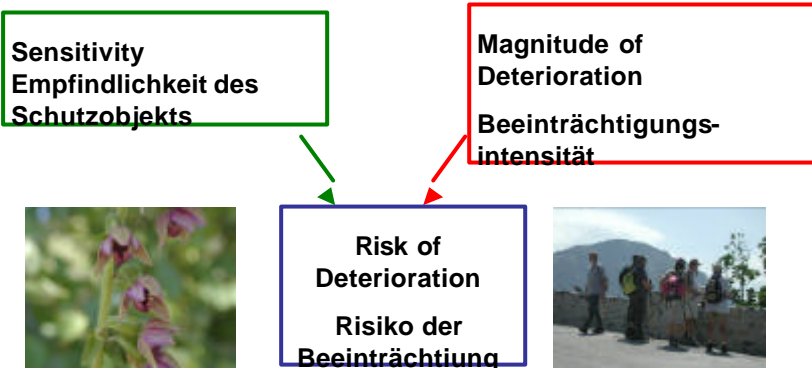 Sensitivity
Empfindlichkeit des
Schutzobjekts
Magnitude of
Deterioration
Beeinträchtigungs-
intensität
Risk of
Deterioration
Risiko der
Beeinträchtiung